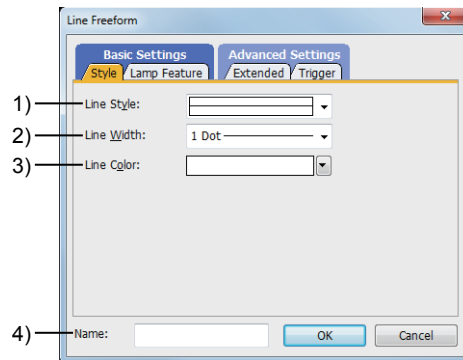 Line Freeform
Basic Settings
Advanced Settings
Style
Lamp Feature
Extended
Trigger
1)
Line Style:
2)
Line Width:
1 Dot
3)
Line Color:
4)
Name:
OK
Cancel